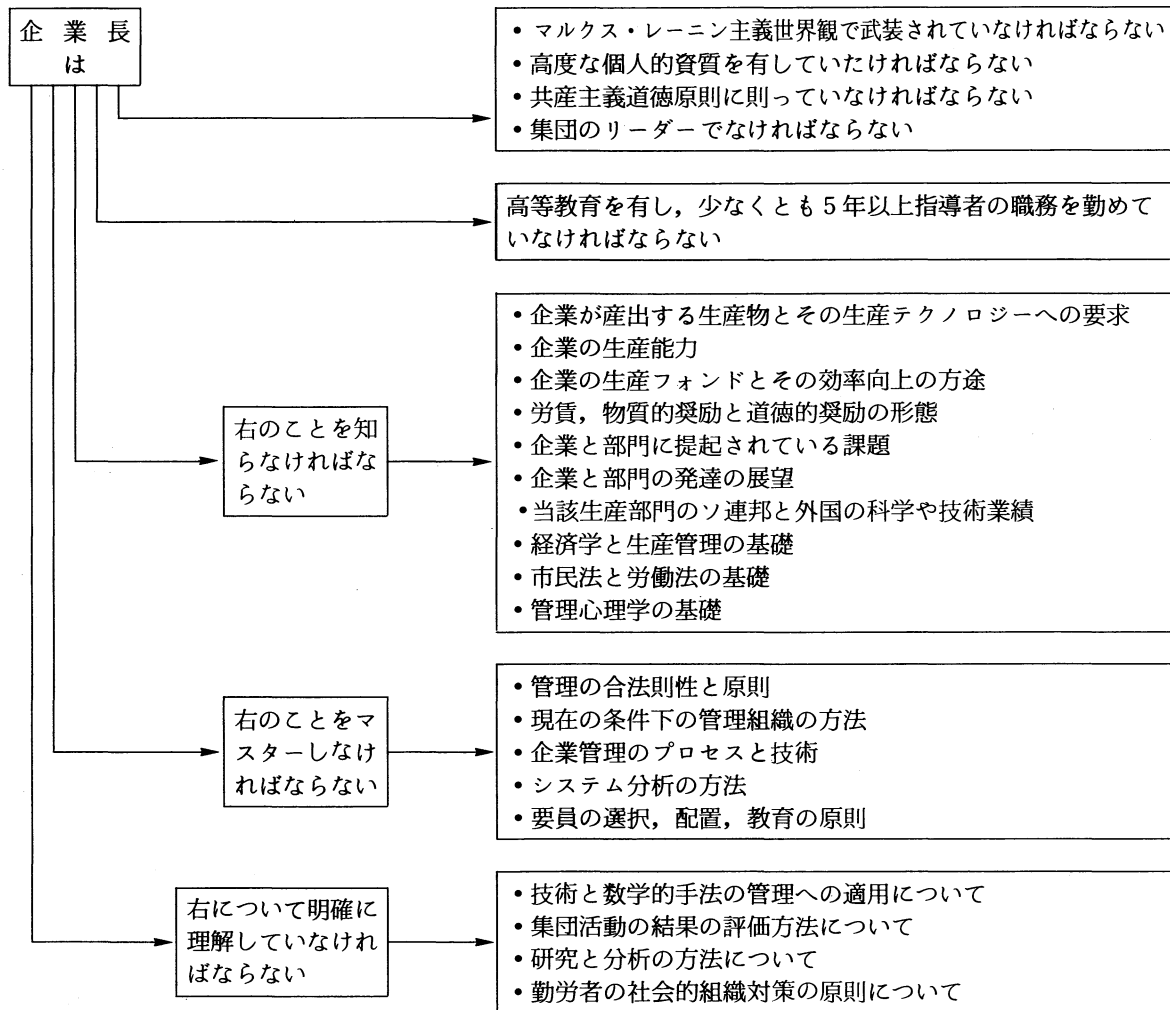 企業長
は
• マルクス・レーニン主義世界観で武装されていなければならない
• 高度な個人的資質を有していたければならない
• 共産主義道徳原則に則っていなければならない
• 集団のリーダーでなければならない
高等教育を有し，少なくとも5年以上指導者の職務を勤めて
いなければならない
右のことを知
らなければな
らない
• 企業が産出する生産物とその生産テクノロジーへの要求
• 企業の生産能力
• 企業の生産フォンドとその効率向上の方途
• 労賃，物質的奨励と道徳的奨励の形態
• 企業と部門に提起されている課題
• 企業と部門の発達の展望
• 当該生産部門のソ連邦と外国の科学や技術業績
• 経済学と生産管理の基礎
• 市民法と労働法の基礎
• 管理心理学の基礎
右のことをマ
スターしなけ
ればならない
• 管理の合法則性と原則
• 現在の条件下の管理組織の方法
• 企業管理のプロセスと技術
• システム分析の方法
• 要員の選択，配置，教育の原則
右について明確に
理解していなけれ
ばならない
• 技術と数学的手法の管理への適用について
• 集団活動の結果の評価方法について
• 研究と分析の方法について
• 勤労者の社会的組織対策の原則について